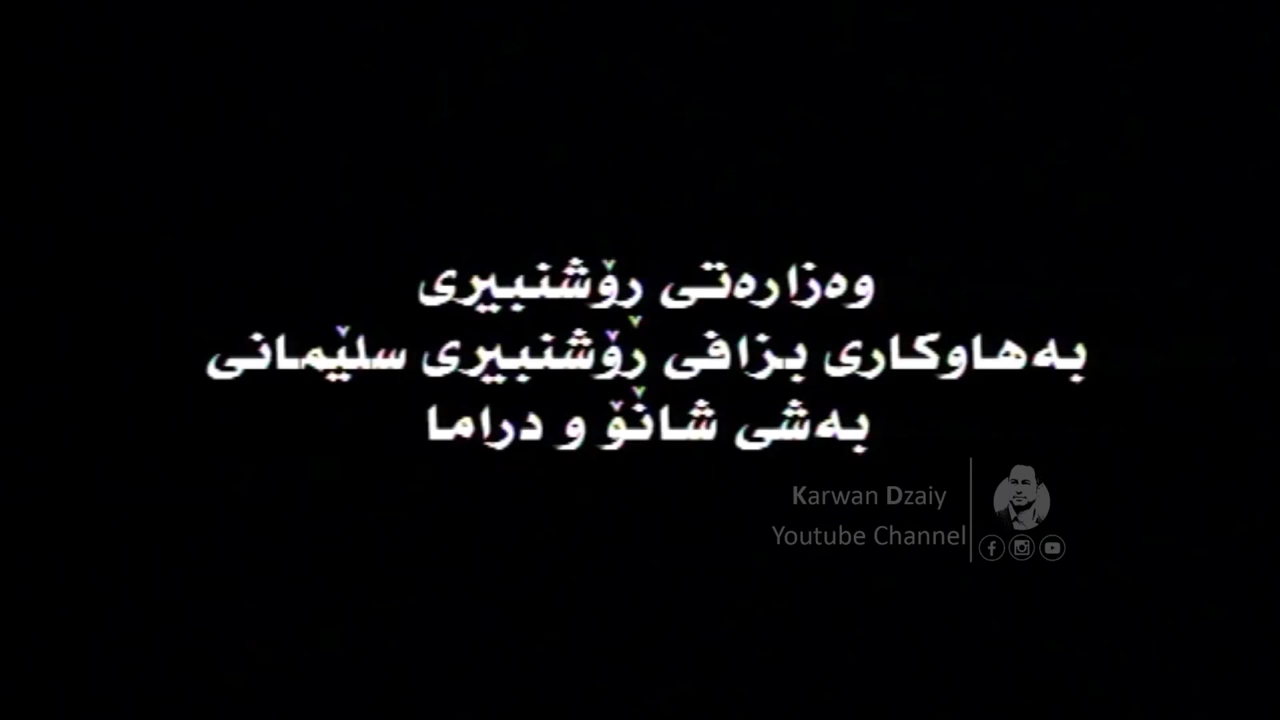 وەزارەتی ڕۆشنبیری
بەهاوکاری بزافی ڕۆشنبیری سلێمانی
بەشی شانۆ و دراما
Karwan Dzaiy
Youtube Channel